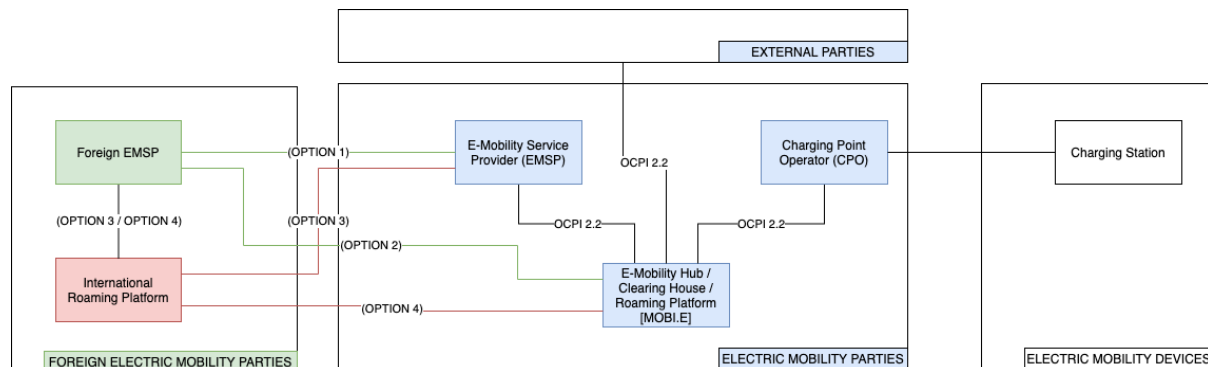 EXTERNAL PARTIES
Foreign EMSP
(OPTION 1)
E-Mobility Service
Provider (EMSP)
OCPI 2.2
Charging Point
Operator (CPO)
Charging Station
(OPTION 3 / OPTION 4)
(OPTION 3)
OCPI 2.2
OCPI 2.2
(OPTION 2)
International
Roaming Platform
E-Mobility Hub /
Clearing House /
Roaming Platform
[MOBI.E]
(OPTION 4)
FOREIGN ELECTRIC MOBILITY PARTIES
ELECTRIC MOBILITY PARTIES
ELECTRIC MOBILITY DEVICES